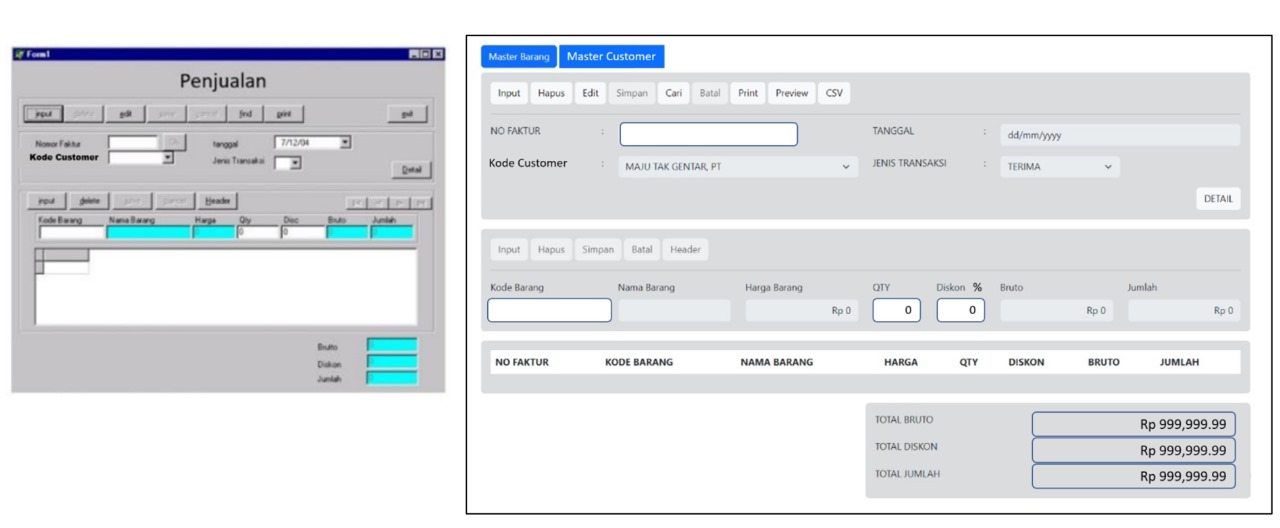 Form1
Penjualan
input delete edit save cancel find print exit
Nomor Faktur Ok tanggal 7/12/04
Kode Customer Jenis Transaksi
Detail
input delete save cancel Header
Kode Barang Nama Barang Harga Qty Disc Bruto Jumlah
0 0 0
Brutto
Diskon
Jumlah
Master Barang Master Customer
Input Hapus Edit Simpan Cari Batal Print Preview CSV
NO FAKTUR : TANGGAL : dd/mm/yyyy
Kode Customer : MAJU TAK GENTAR, PT JENIS TRANSAKSI : TERIMA
DETAIL
Input Hapus Simpan Batal Header
Kode Barang Nama Barang Harga Barang QTY Diskon % Bruto Jumlah
Rp 0 0 0 Rp 0 Rp 0
NO FAKTUR KODE BARANG NAMA BARANG HARGA QTY DISKON BRUTO JUMLAH
TOTAL BRUTO Rp 999,999.99
TOTAL DISKON Rp 999,999.99
TOTAL JUMLAH Rp 999,999.99